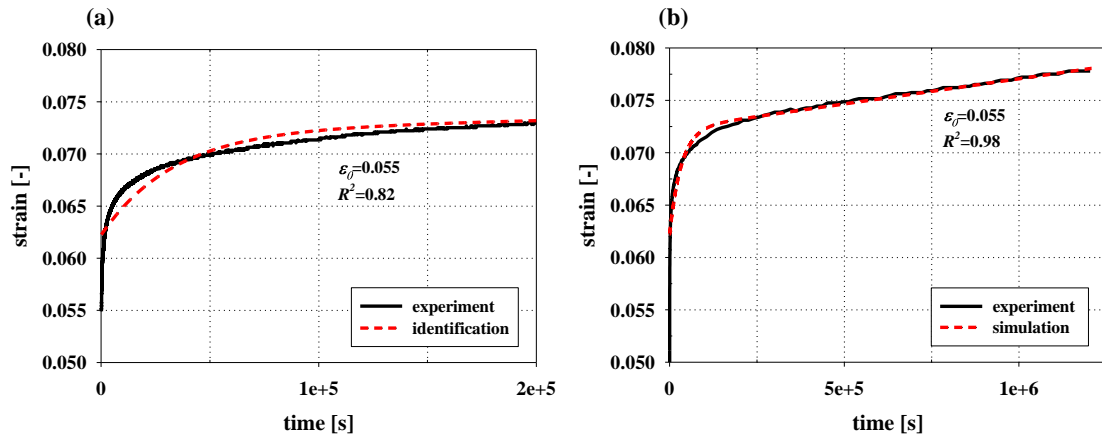 (a)
0.080
0.075
0.070
0.065
0.060
0.055
0.050
strain [-]
ε0=0.055
R²=0.82
experiment
identification
0
1e+5
2e+5
time [s]
(b)
0.080
0.075
0.070
0.065
0.060
0.055
0.050
strain [-]
ε0=0.055
R²=0.98
experiment
simulation
0
5e+5
1e+6
time [s]